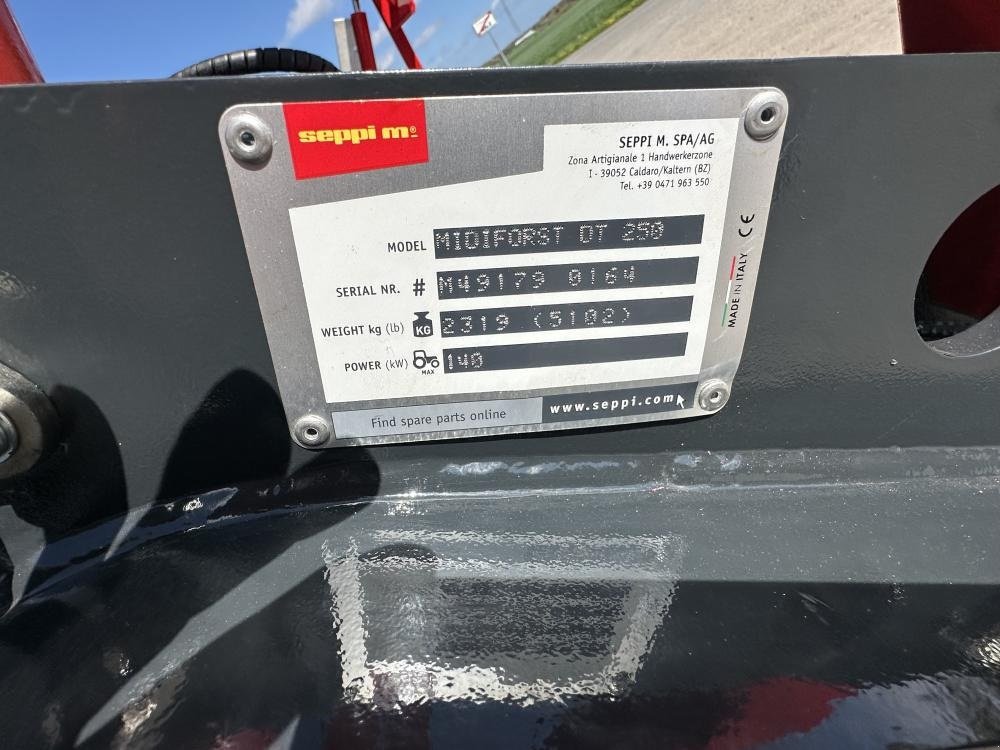 seppi m®
SEPPI M. SPA/AG
Zona Artigianale 1 Handwerkerzone
I - 39052 Caldaro/Kaltern (BZ)
Tel. +39 0471 963 550
MODEL MIDIFORST DT 250
SERIAL NR. # M49179 0164
WEIGHT kg (lb) KG 2319 (5102)
POWER (kW) MAX 140
MADE IN ITALY CE
Find spare parts online www.seppi.com